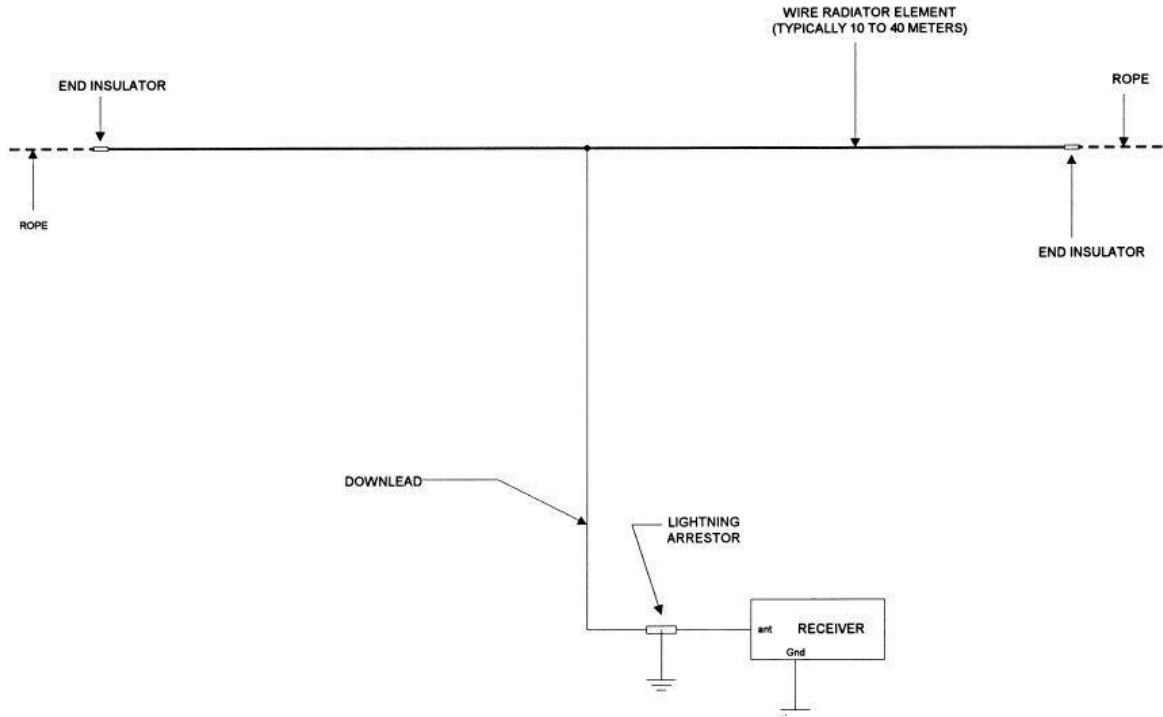 WIRE RADIATOR ELEMENT
(TYPICALLY 10 TO 40 METERS)
END INSULATOR
ROPE
ROPE
END INSULATOR
DOWNLEAD
LIGHTNING
ARRESTOR
ant
RECEIVER
Gnd